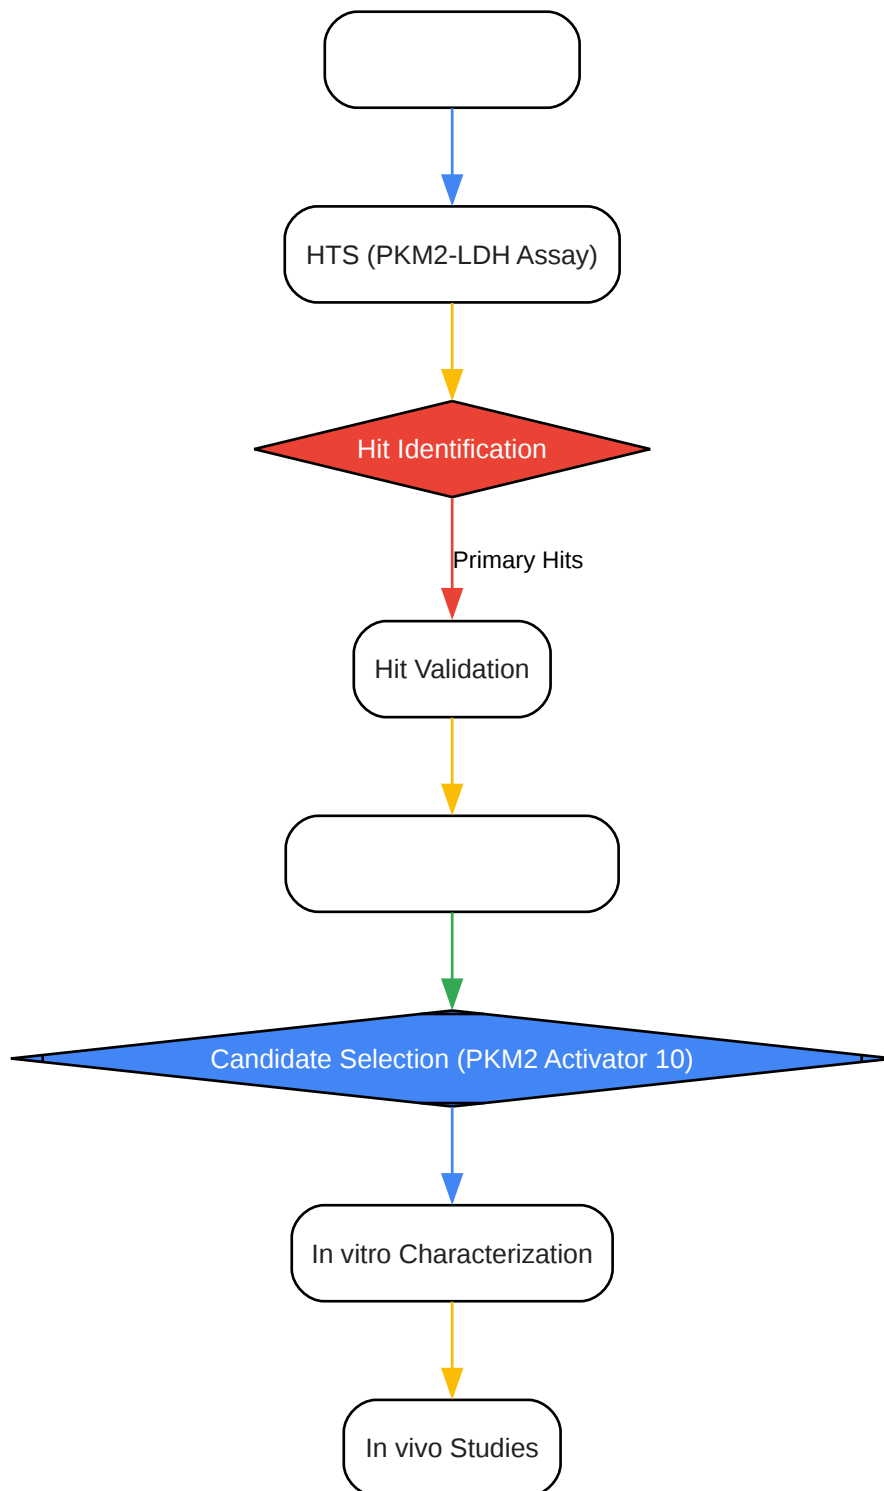 HTS (PKM2-LDH Assay)
Hit Identification
Primary Hits
Hit Validation
Candidate Selection (PKM2 Activator 10)
In vitro Characterization
In vivo Studies